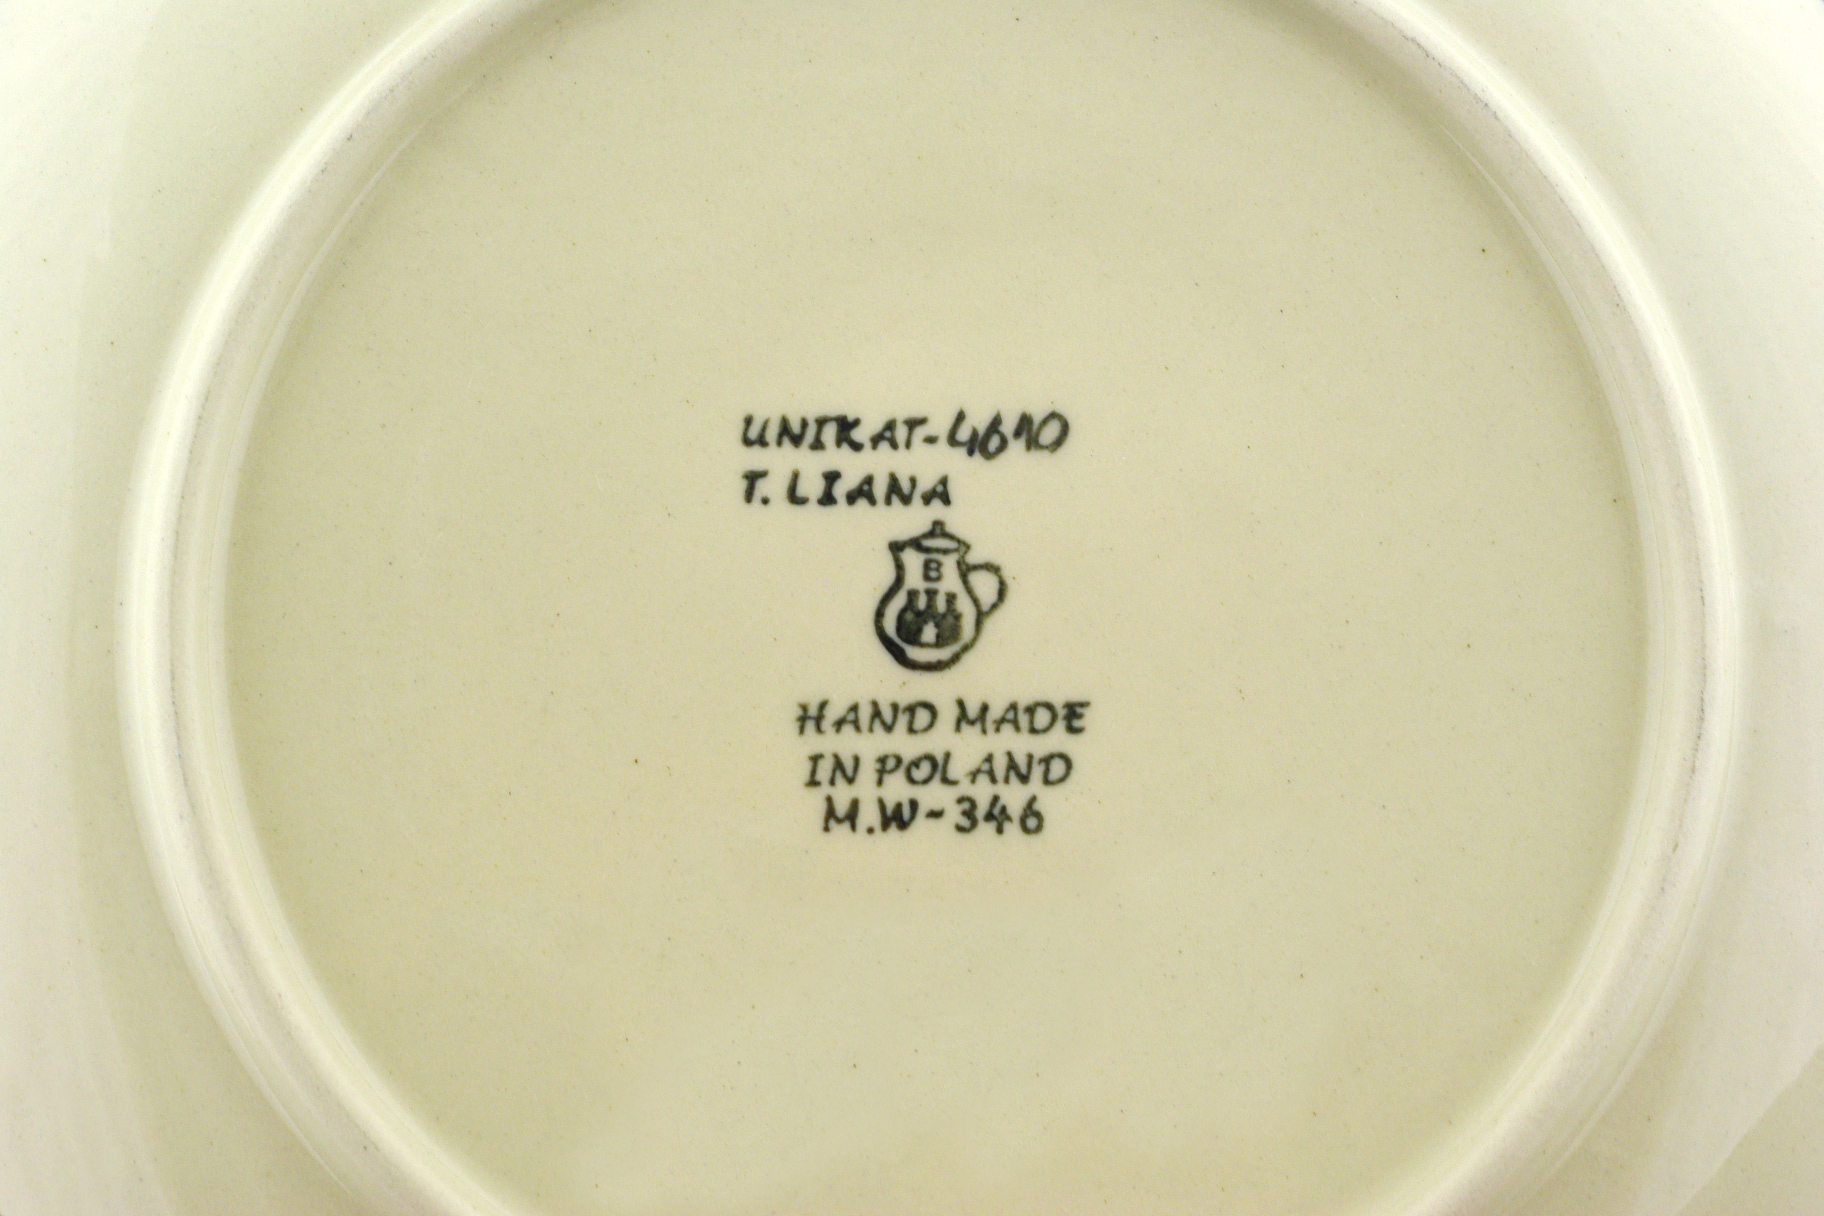 UNIKAT-4610
T. LIANA
B
HAND MADE
IN POLAND
M.W-346